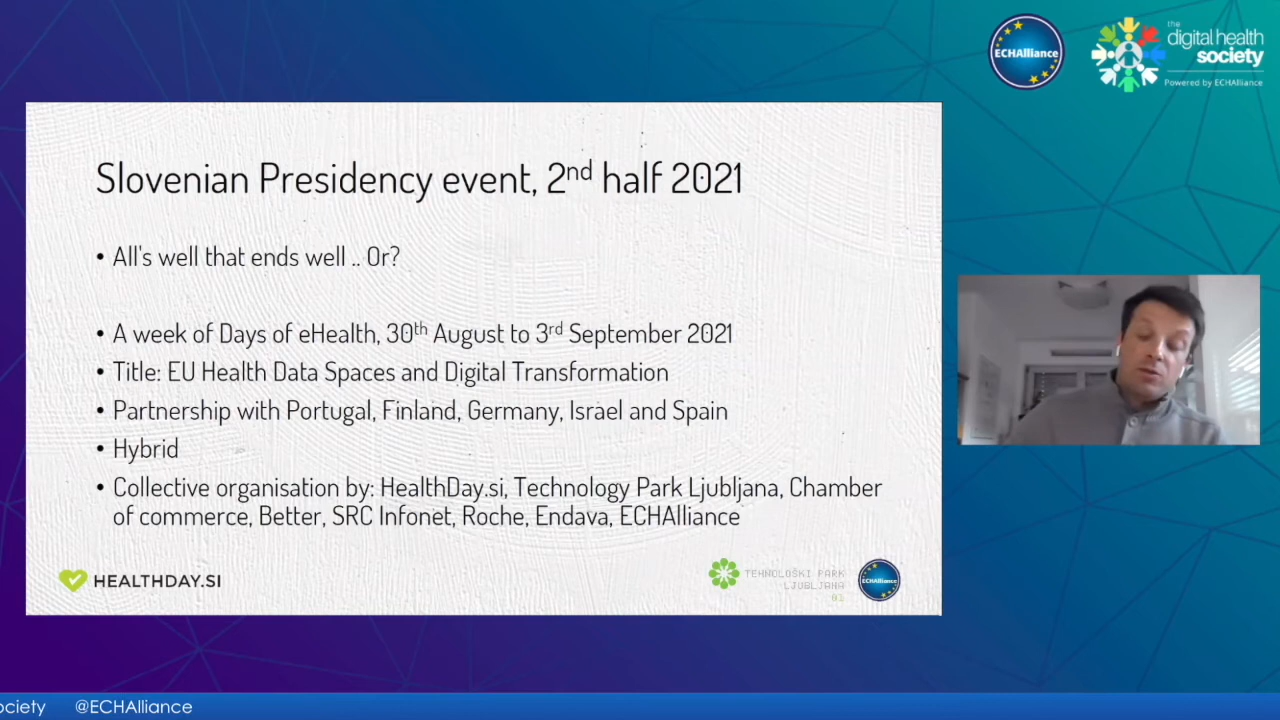 ECHAlliance
the
digital health
society
Powered by ECHAlliance
Slovenian Presidency event, 2nd half 2021
• All's well that ends well .. Or?
• A week of Days of eHealth, 30th August to 3rd September 2021
• Title: EU Health Data Spaces and Digital Transformation
• Partnership with Portugal, Finland, Germany, Israel and Spain
• Hybrid
• Collective organisation by: HealthDay.si, Technology Park Ljubljana, Chamber
of commerce, Better, SRC Infonet, Roche, Endava, ECHAlliance
HEALTHDAY.SI
TEHNOLOŠKI PARK
LJUBLJANA
ECHAlliance
ociety @ECHAlliance